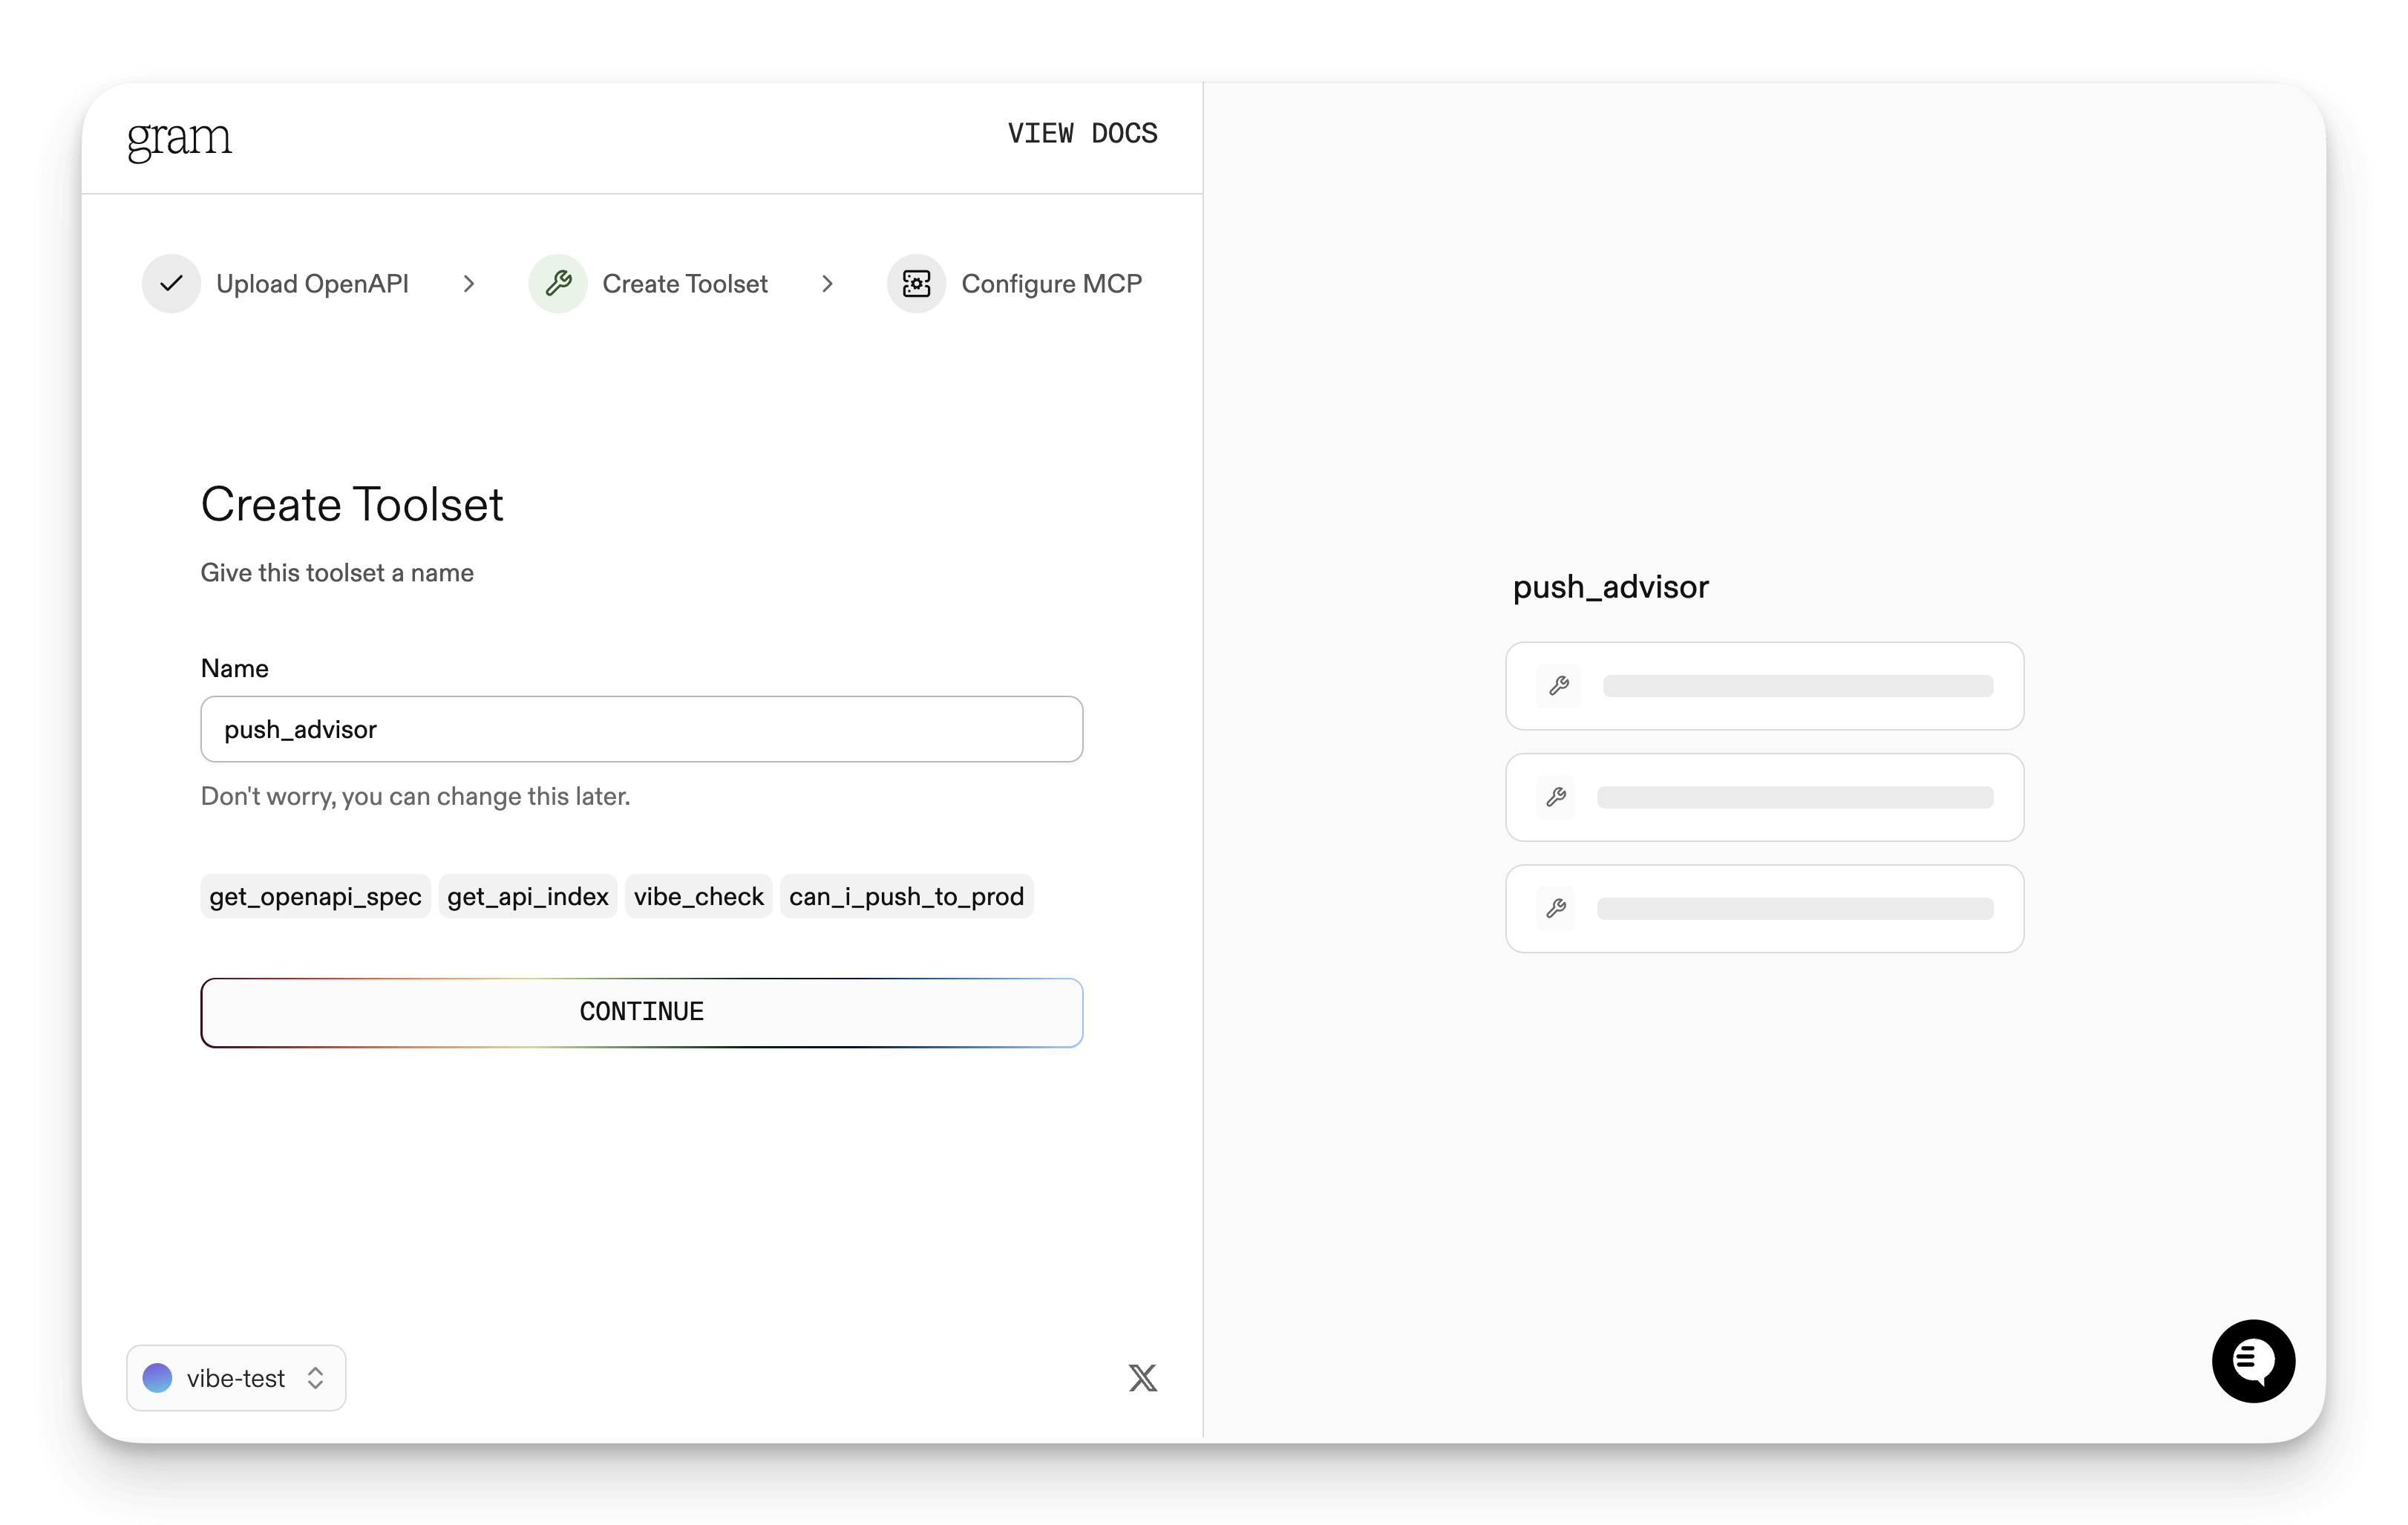 gram
VIEW DOCS
Upload OpenAPI
Create Toolset
Configure MCP
Create Toolset
Give this toolset a name
Name
push_advisor
Don't worry, you can change this later.
get_openapi_spec get_api_index vibe_check can_i_push_to_prod
CONTINUE
vibe-test
push_advisor